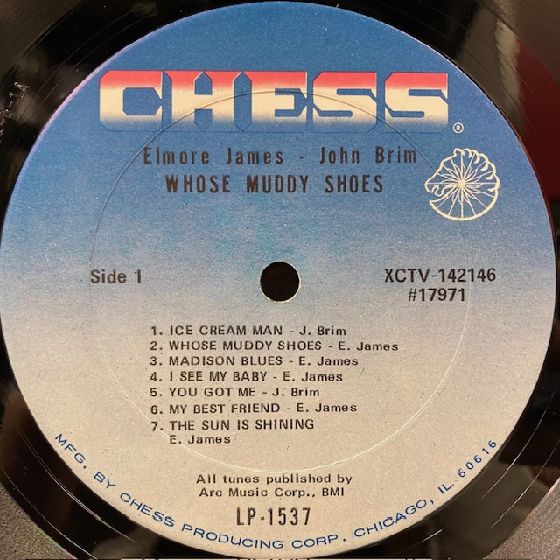 CHESS®
Elmore James - John Brim
WHOSE MUDDY SHOES
Side 1
XCTV-142146
#17971
1. ICE CREAM MAN - J. Brim
2. WHOSE MUDDY SHOES - E. James
3. MADISON BLUES - E. James
4. I SEE MY BABY - E. James
5. YOU GOT ME - J. Brim
6. MY BEST FRIEND - E. James
7. THE SUN IS SHINING
E. James
All tunes published by
Arc Music Corp., BMI
LP-1537
MFG. BY CHESS PRODUCING CORP. CHICAGO, IL. 60616